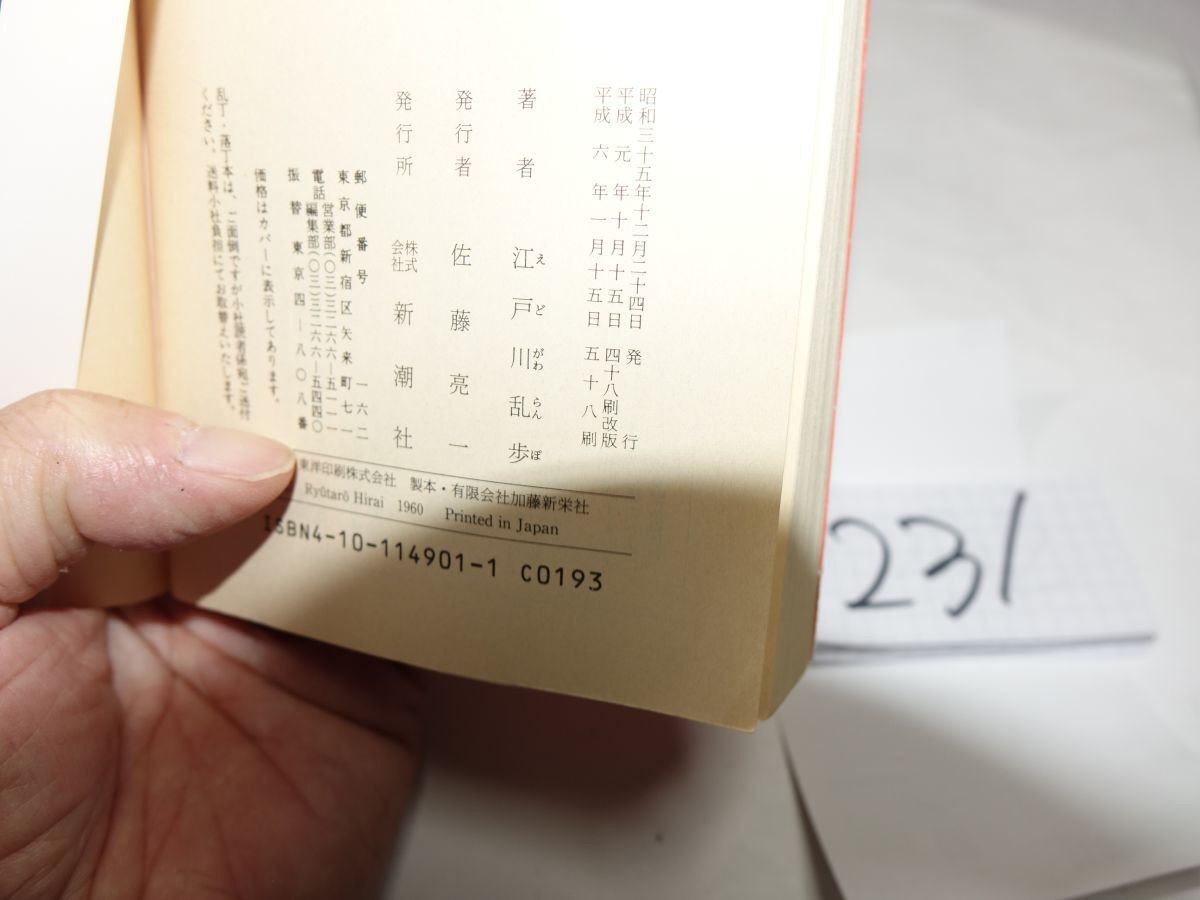 昭和三十五年十二月二十四日 発行
平成元年十月十五日 四十八刷改版
平成六年一月十五日 五十八刷
著者 江戸川乱歩
えどがわらんぽ
発行者 佐藤亮一
発行所 株式会社 新潮社
郵便番号 一六二
東京都新宿区矢来町七一
電話 営業部(〇三)三二六六―五一一一
編集部(〇三)三二六六―五四四〇
振替 東京四―八〇八番
価格はカバーに表示してあります。
乱丁・落丁本は、ご面倒ですが小社読者係宛ご送付
ください。送料小社負担にてお取替えいたします。
東洋印刷株式会社 製本・有限会社加藤新栄社
Ryūtarō Hirai 1960 Printed in Japan
ISBN4-10-114901-1 C0193
231